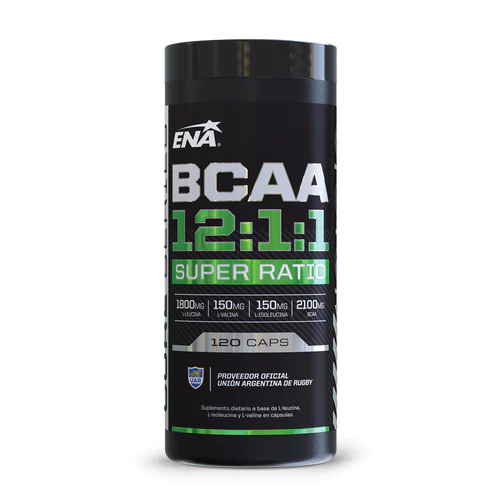 ENA®
BCAA
12:1:1
SUPER RATIO
1800MG 150MG 150MG 2100MG
L-LEUCINA L-VALINA L-ISOLEUCINA BCAA
120 CAPS
UAR
PROVEEDOR OFICIAL
UNIÓN ARGENTINA DE RUGBY
Suplemento dietario a base de L-leucina,
L-isoleucina y L-valina en cápsulas.